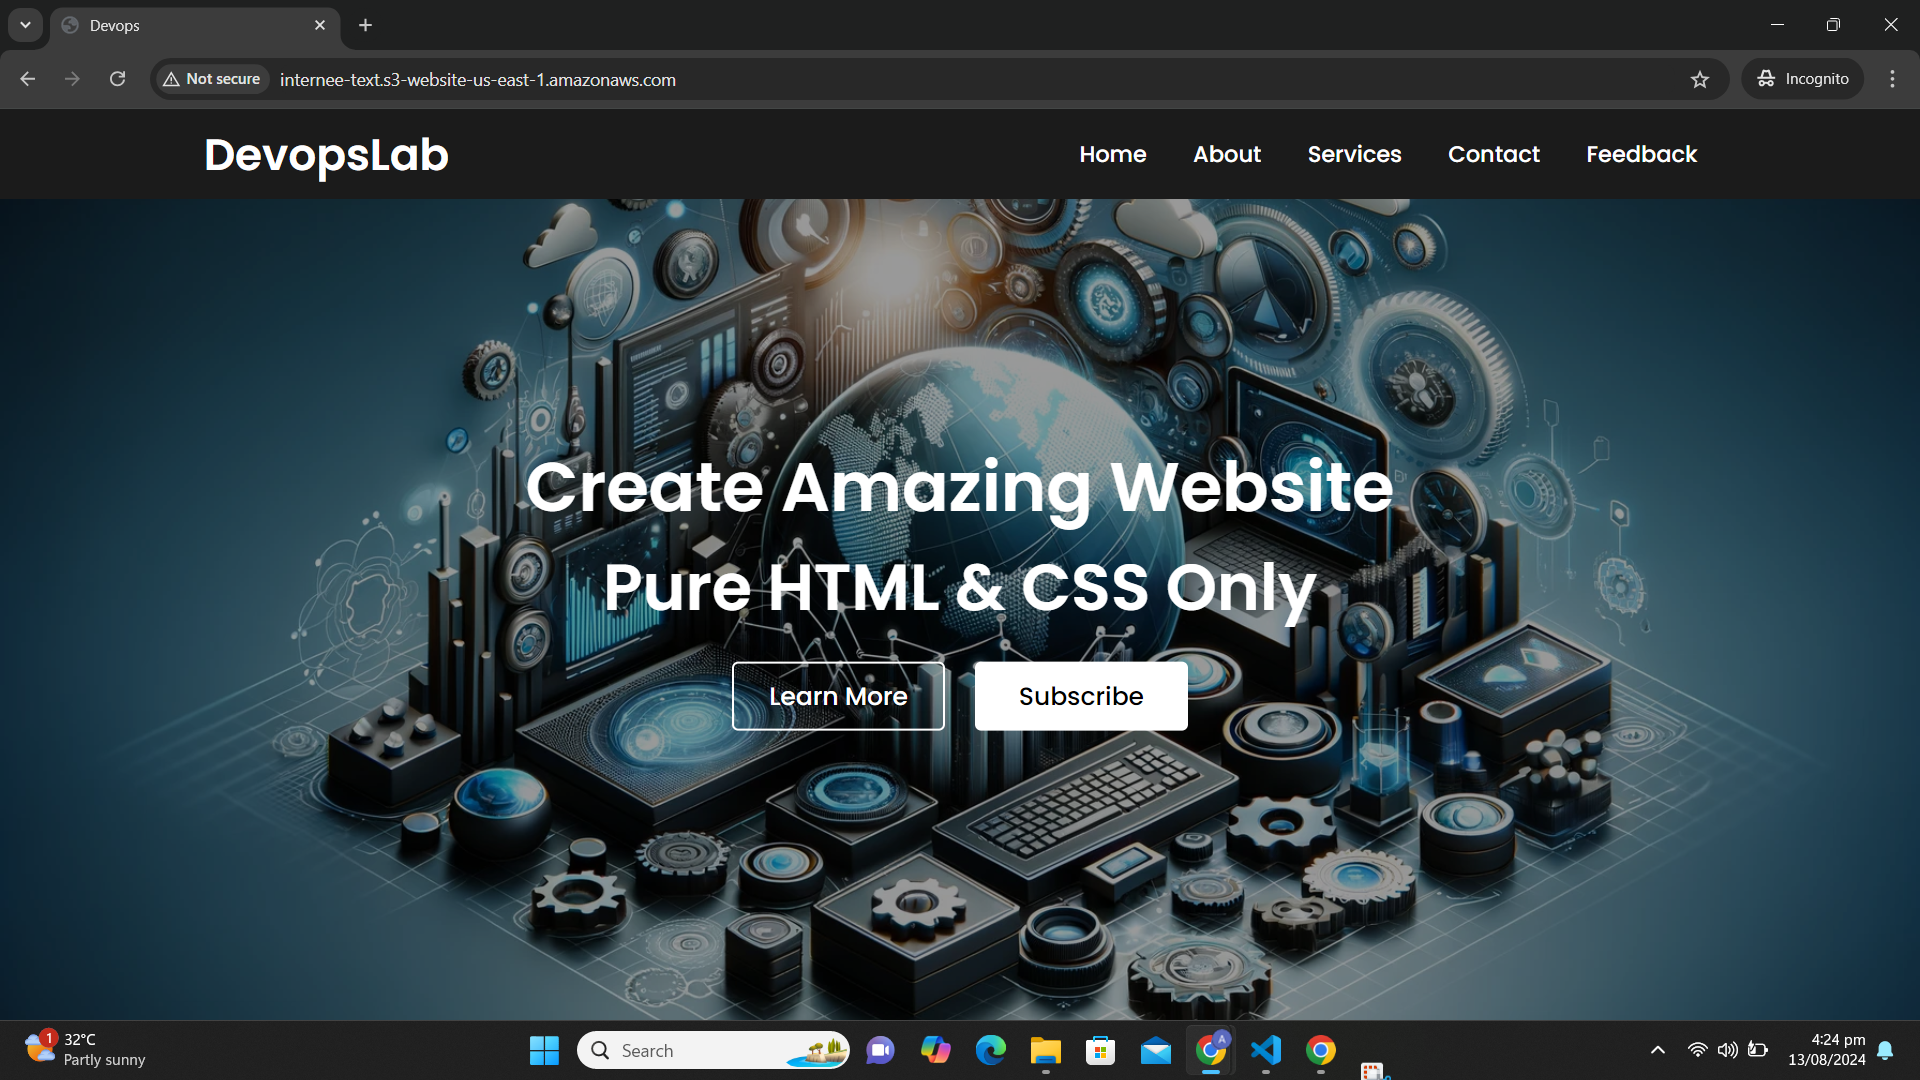 Devops
Not secure
internee-text.s3-website-us-east-1.amazonaws.com
Incognito
DevopsLab
Home
About
Services
Contact
Feedback
Create Amazing Website
Pure HTML & CSS Only
Learn More
Subscribe
1
32°C
Partly sunny
Search
A
4:24 pm
13/08/2024